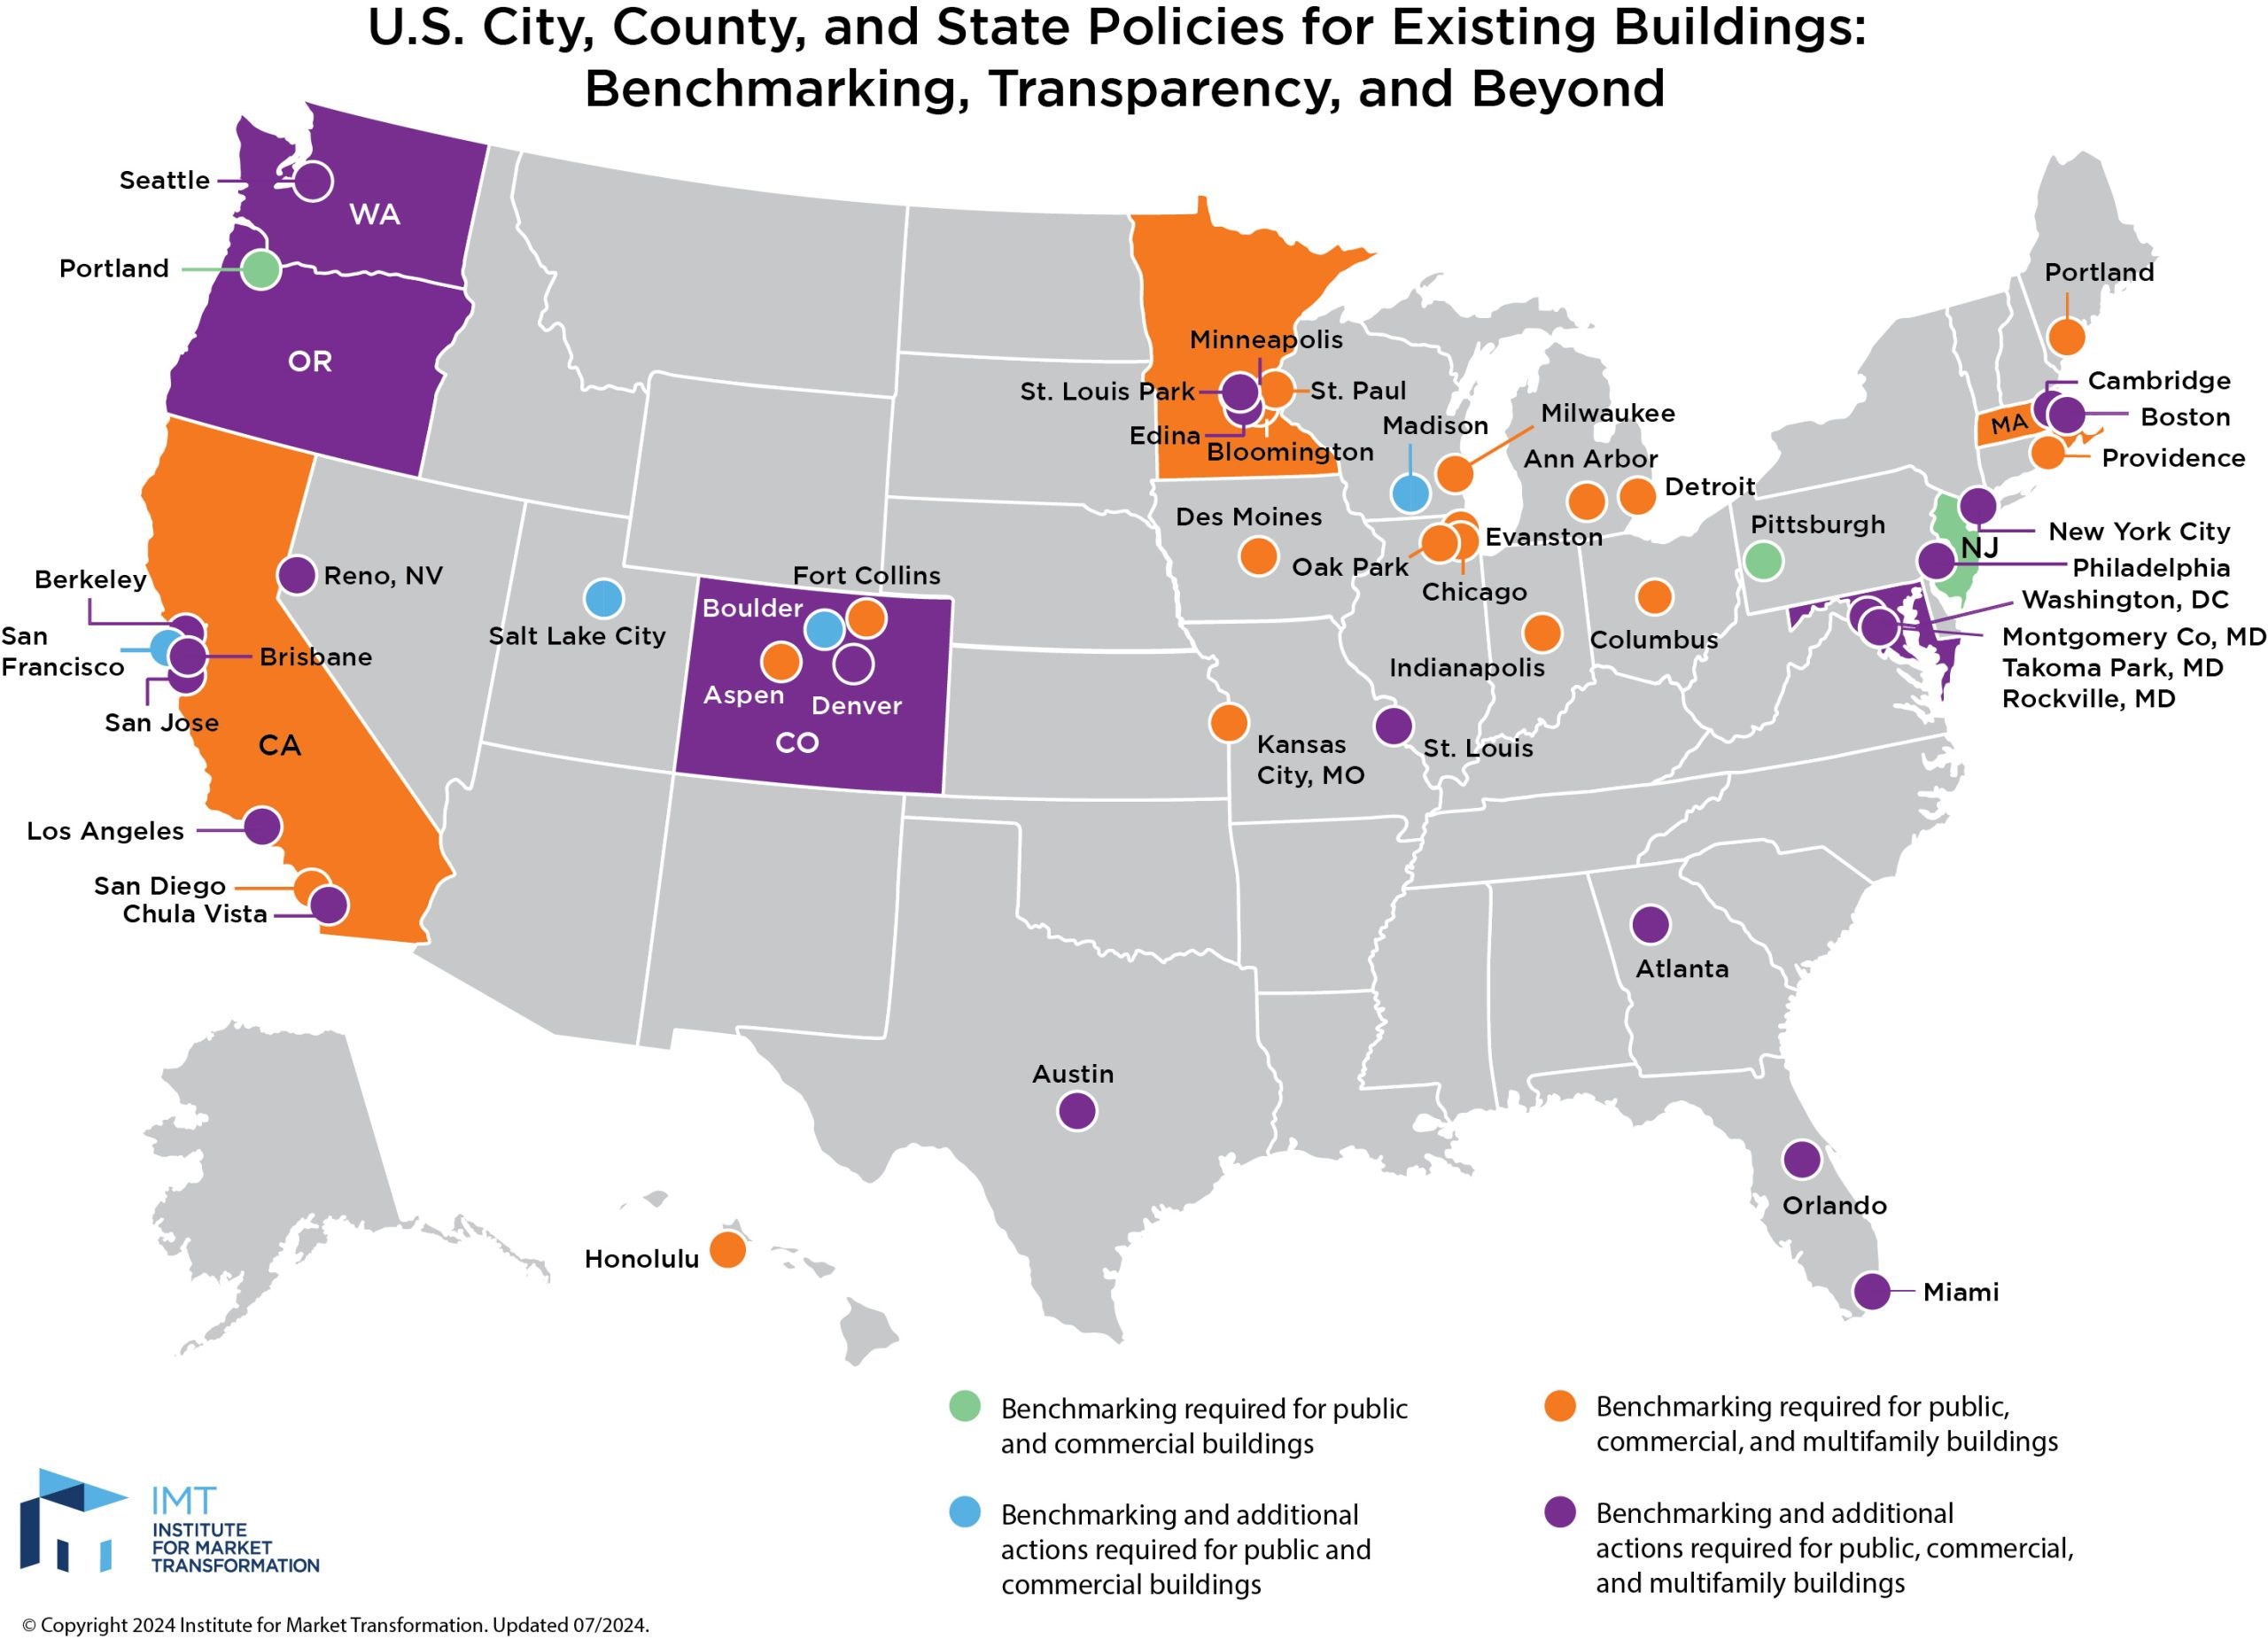 U.S. City, County, and State Policies for Existing Buildings:
Benchmarking, Transparency, and Beyond
Seattle
WA
Portland
OR
Berkeley
San
Francisco
Brisbane
San Jose
CA
Los Angeles
San Diego
Chula Vista
Reno, NV
Salt Lake City
Fort Collins
Boulder
Aspen
Denver
CO
Minneapolis
St. Louis Park
St. Paul
Edina
Bloomington
Madison
Milwaukee
Ann Arbor
Detroit
Des Moines
Oak Park
Evanston
Chicago
Indianapolis
Columbus
Kansas
City, MO
St. Louis
Pittsburgh
Portland
Cambridge
MA
Boston
Providence
New York City
NJ
Philadelphia
Washington, DC
Montgomery Co, MD
Takoma Park, MD
Rockville, MD
Atlanta
Austin
Orlando
Miami
Honolulu
Benchmarking required for public
and commercial buildings
Benchmarking and additional
actions required for public and
commercial buildings
Benchmarking required for public,
commercial, and multifamily buildings
Benchmarking and additional
actions required for public, commercial,
and multifamily buildings
IMT
INSTITUTE
FOR MARKET
TRANSFORMATION
© Copyright 2024 Institute for Market Transformation. Updated 07/2024.